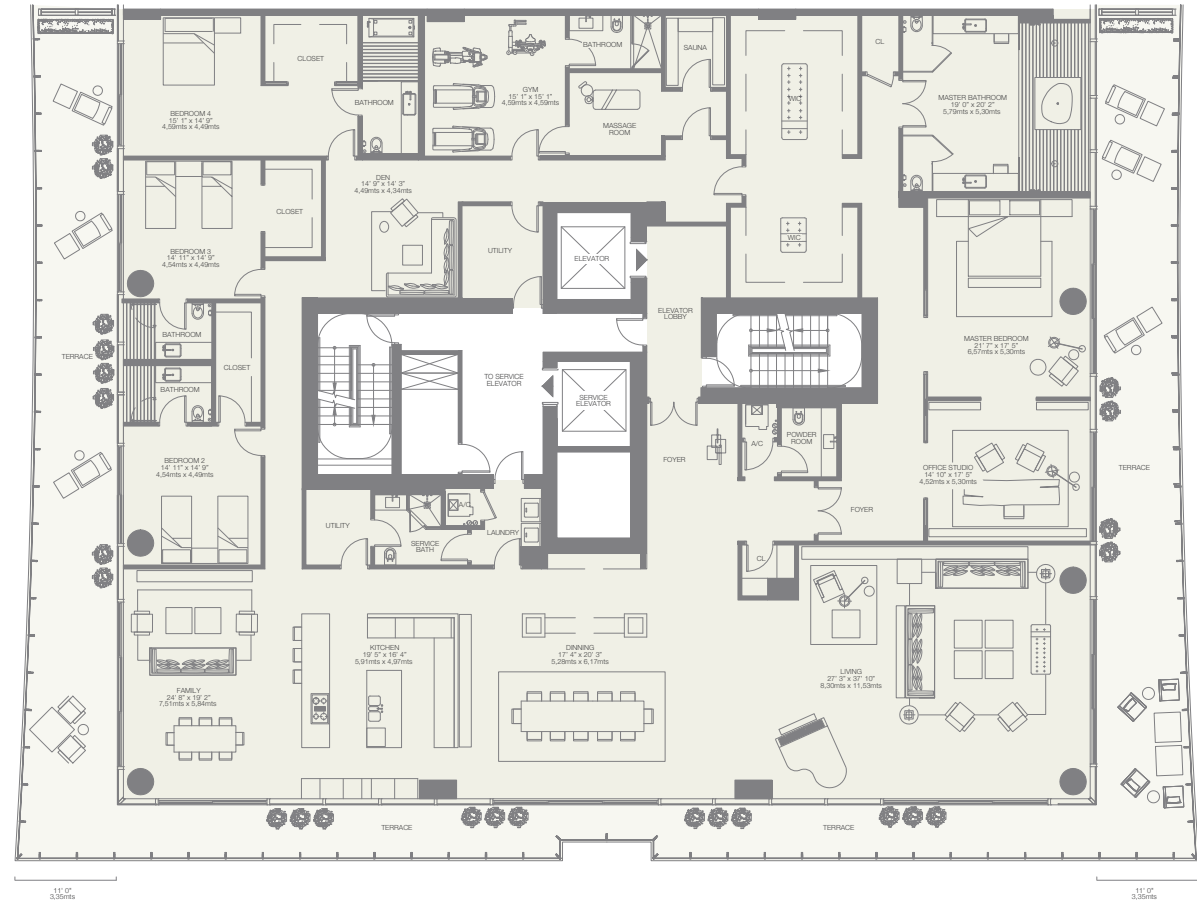 BEDROOM 4
15' 1" x 14' 9"
4,59mts x 4,49mts
CLOSET
BATHROOM
GYM
15' 1" x 15' 1"
4,59mts x 4,59mts
BATHROOM
SAUNA
MASSAGE
ROOM
WIC
CL
MASTER BATHROOM
19' 0" x 20' 2"
5,79mts x 5,30mts
DEN
14' 9" x 14' 3"
4,49mts x 4,34mts
CLOSET
BEDROOM 3
14' 11" x 14' 9"
4,54mts x 4,49mts
UTILITY
ELEVATOR
WIC
ELEVATOR
LOBBY
BATHROOM
TERRACE
CLOSET
BATHROOM
MASTER BEDROOM
21' 7" x 17' 5"
6,57mts x 5,30mts
TO SERVICE
ELEVATOR
SERVICE
ELEVATOR
BEDROOM 2
14' 11" x 14' 9"
4,54mts x 4,49mts
FOYER
A/C
POWDER
ROOM
OFFICE STUDIO
14' 10" x 17' 5"
4,52mts x 5,30mts
TERRACE
UTILITY
A/C
LAUNDRY
SERVICE
BATH
FOYER
CL
KITCHEN
19' 5" x 16' 4"
5,91mts x 4,97mts
DINNING
17' 4" x 20' 3"
5,28mts x 6,17mts
LIVING
27' 3" x 37' 10"
8,30mts x 11,53mts
FAMILY
24' 8" x 19' 2"
7,51mts x 5,84mts
TERRACE
TERRACE
11' 0"
3,35mts
11' 0"
3,35mts